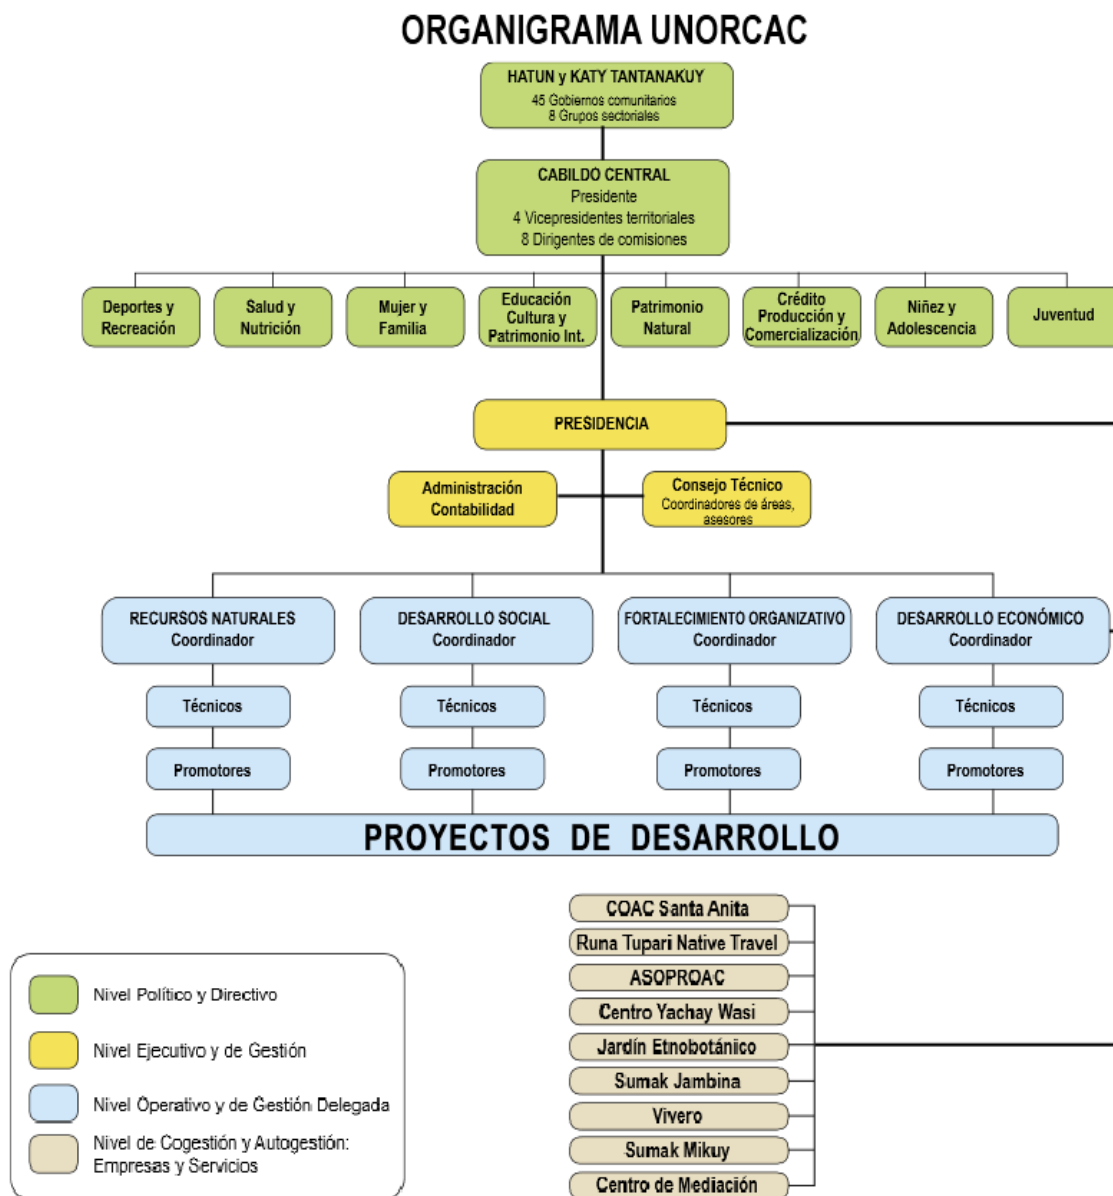 ORGANIGRAMA UNORCAC
HATUN y KATY TANTANAKUY
45 Gobiernos comunitarios
8 Grupos sectoriales
CABILDO CENTRAL
Presidente
4 Vicepresidentes territoriales
8 Dirigentes de comisiones
Deportes y
Recreación
Salud y
Nutrición
Mujer y
Familia
Educación
Cultura y
Patrimonio Int.
Patrimonio
Natural
Crédito
Producción y
Comercialización
Niñez y
Adolescencia
Juventud
PRESIDENCIA
Administración
Contabilidad
Consejo Técnico
Coordinadores de áreas,
asesores
RECURSOS NATURALES
Coordinador
DESARROLLO SOCIAL
Coordinador
FORTALECIMIENTO ORGANIZATIVO
Coordinador
DESARROLLO ECONÓMICO
Coordinador
Técnicos
Técnicos
Técnicos
Técnicos
Promotores
Promotores
Promotores
Promotores
PROYECTOS DE DESARROLLO
COAC Santa Anita
Runa Tupari Native Travel
ASOPROAC
Centro Yachay Wasi
Jardín Etnobotánico
Sumak Jambina
Vivero
Sumak Mikuy
Centro de Mediación
Nivel Político y Directivo
Nivel Ejecutivo y de Gestión
Nivel Operativo y de Gestión Delegada
Nivel de Cogestión y Autogestión:
Empresas y Servicios